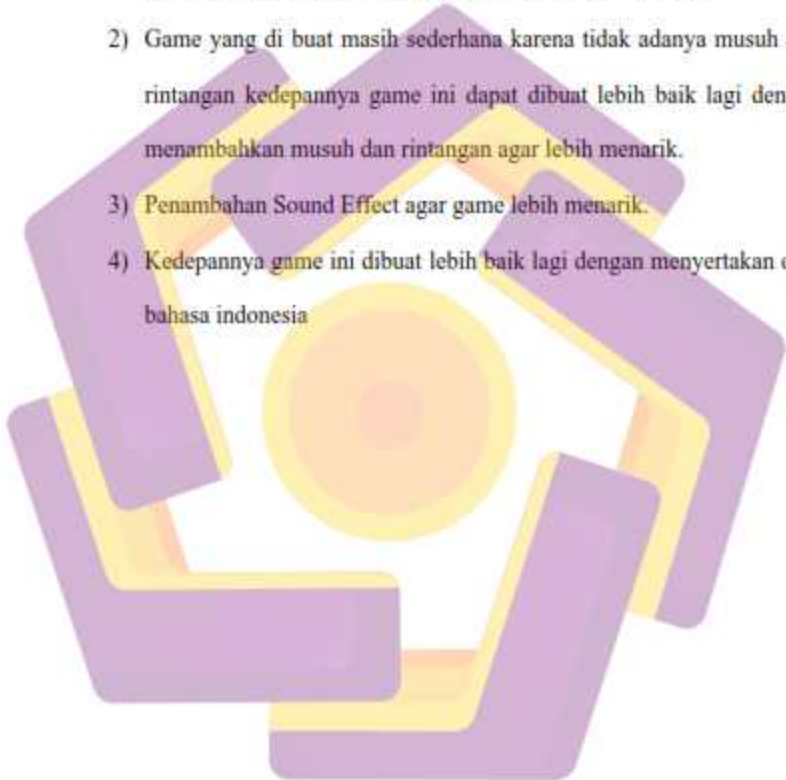 2) Game yang di buat masih sederhana karena tidak adanya musuh
rintangan kedepannya game ini dapat dibuat lebih baik lagi
menambahkan musuh dan rintangan agar lebih menarik.
3) Penambahan Sound Effect agar game lebih menarik.
4) Kedepannya game ini dibuat lebih baik lagi dengan menyertakan
bahasa indonesia